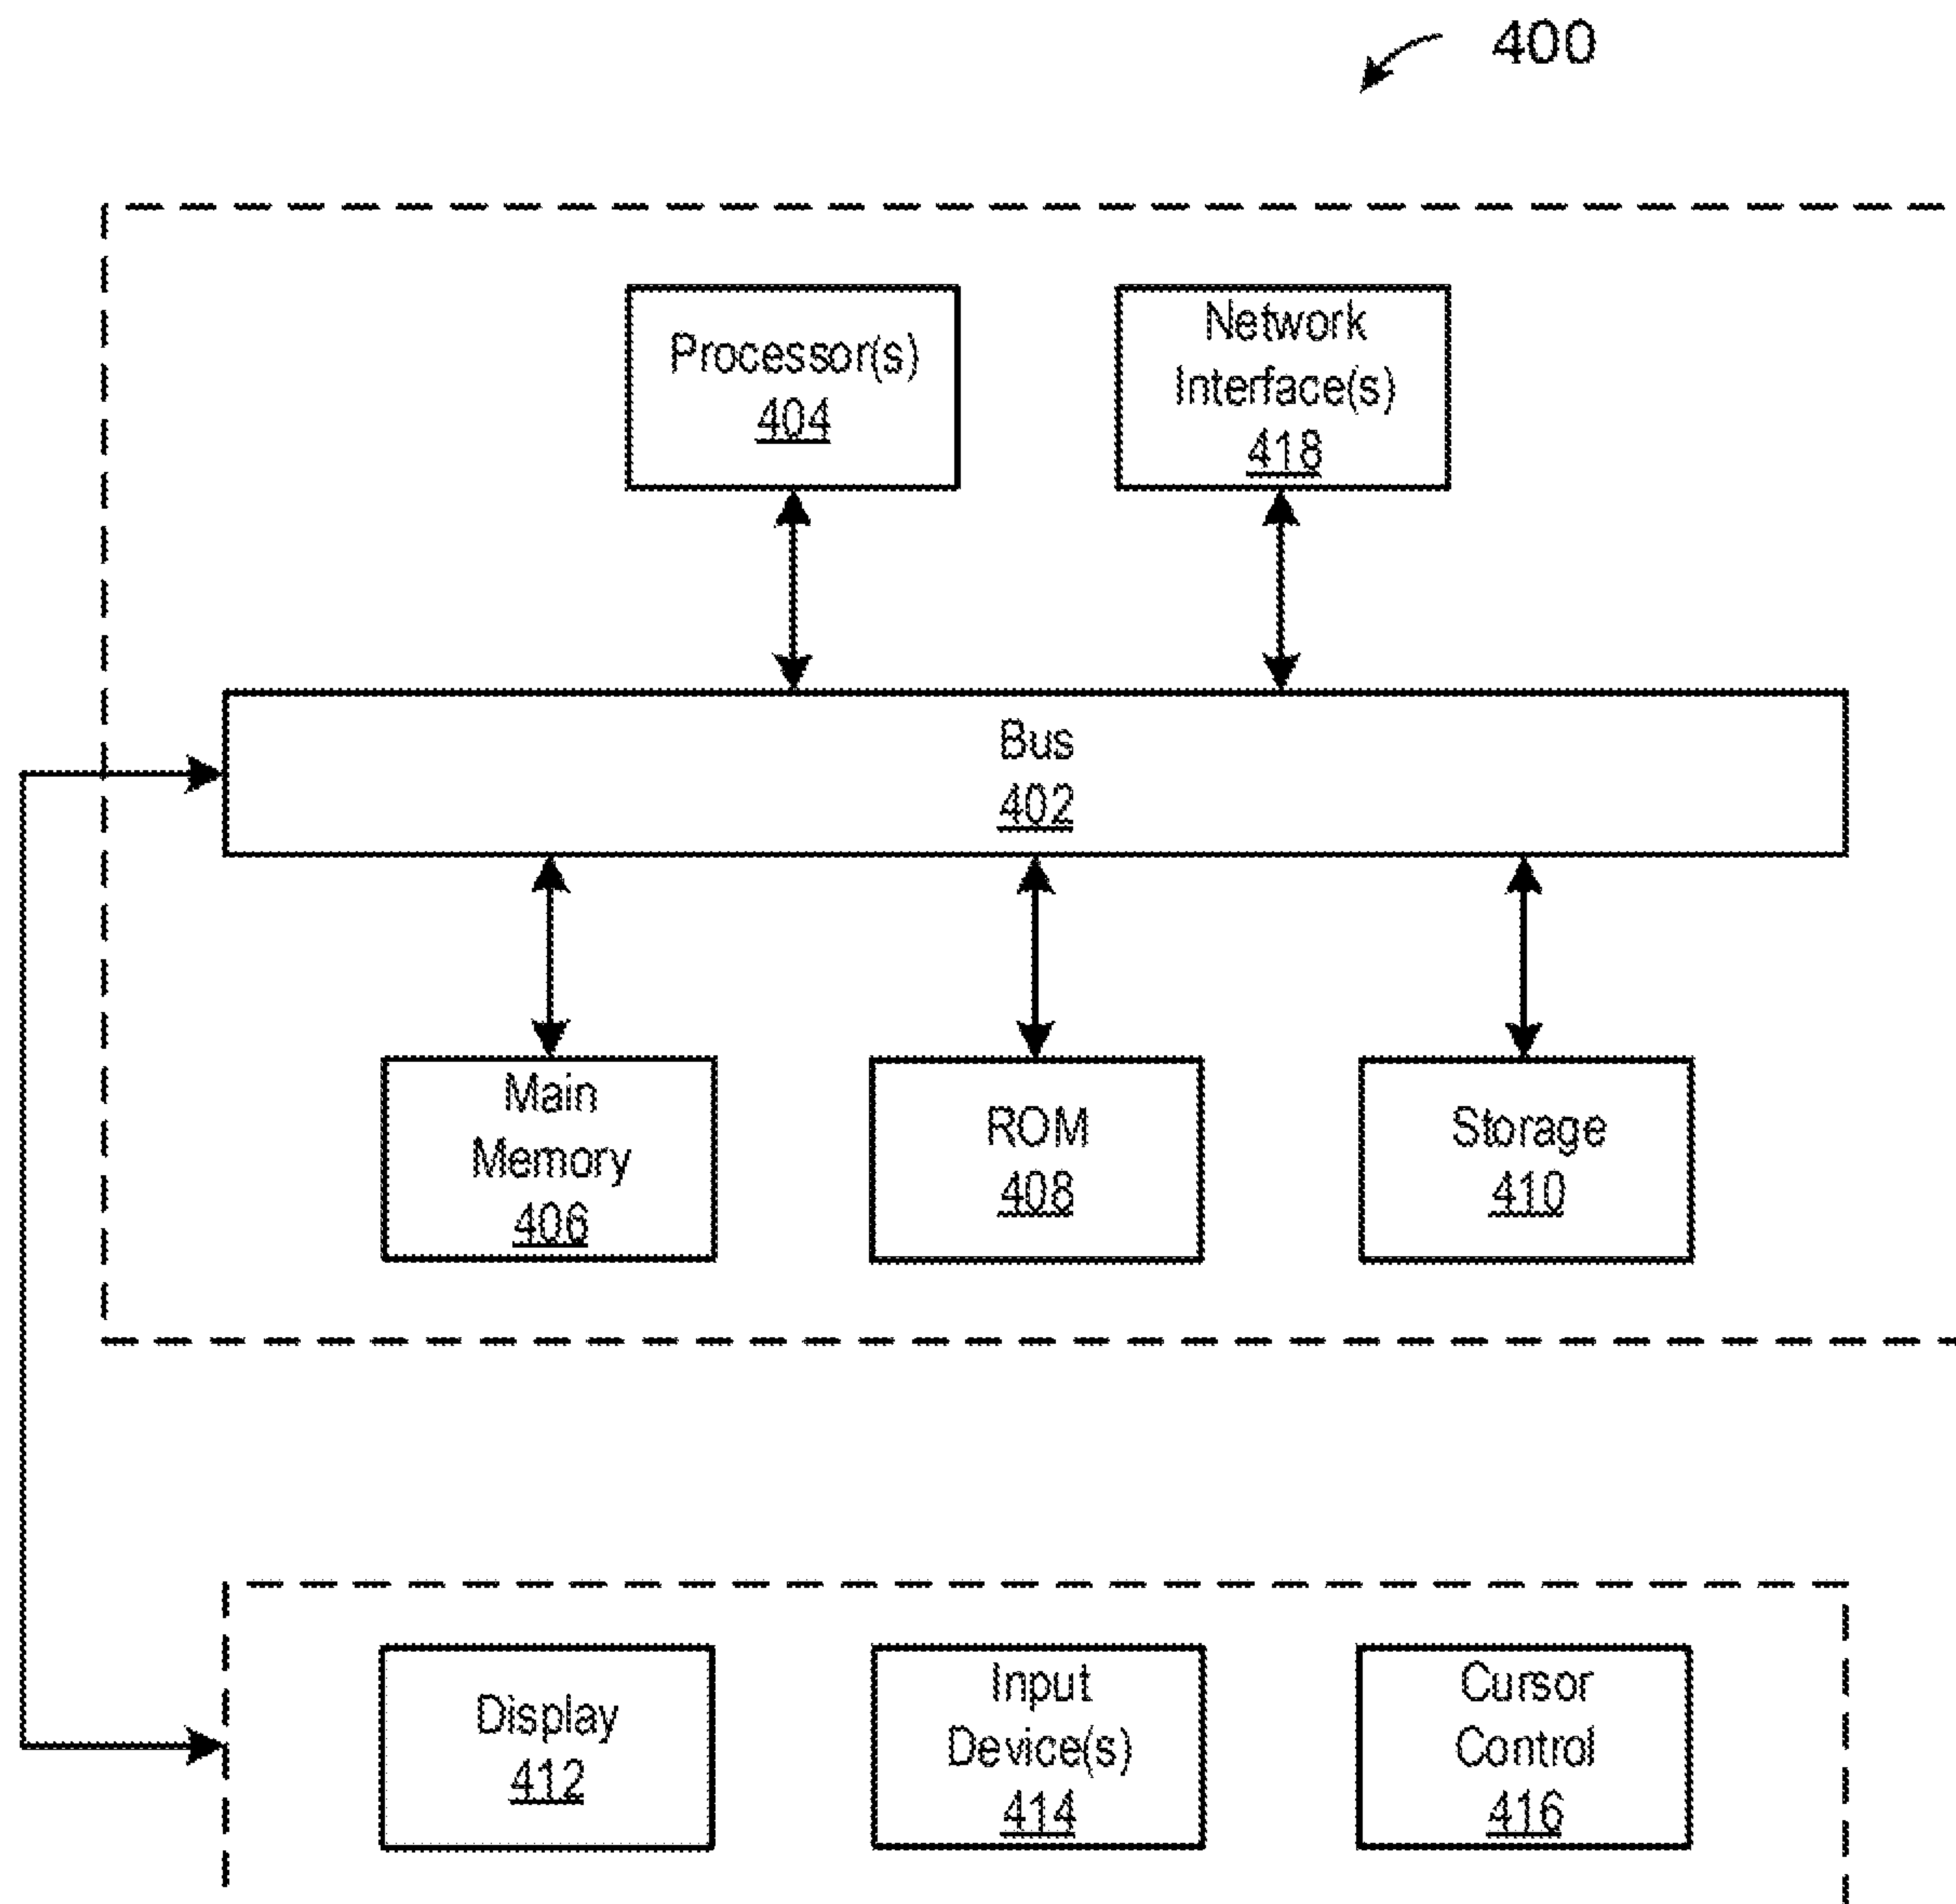 400
Processor(s)
404
Network
Interface(s)
418
Bus
402
Main
Memory
406
ROM
408
Storage
410
Display
412
Input
Device(s)
414
Cursor
Control
416